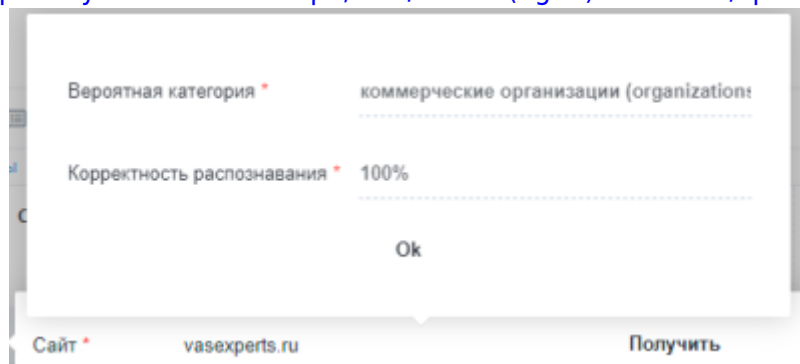 Вероятная категория * коммерческие организации (organizations
Корректность распознавания * 100%
Ok
Сайт * vasexperts.ru Получить